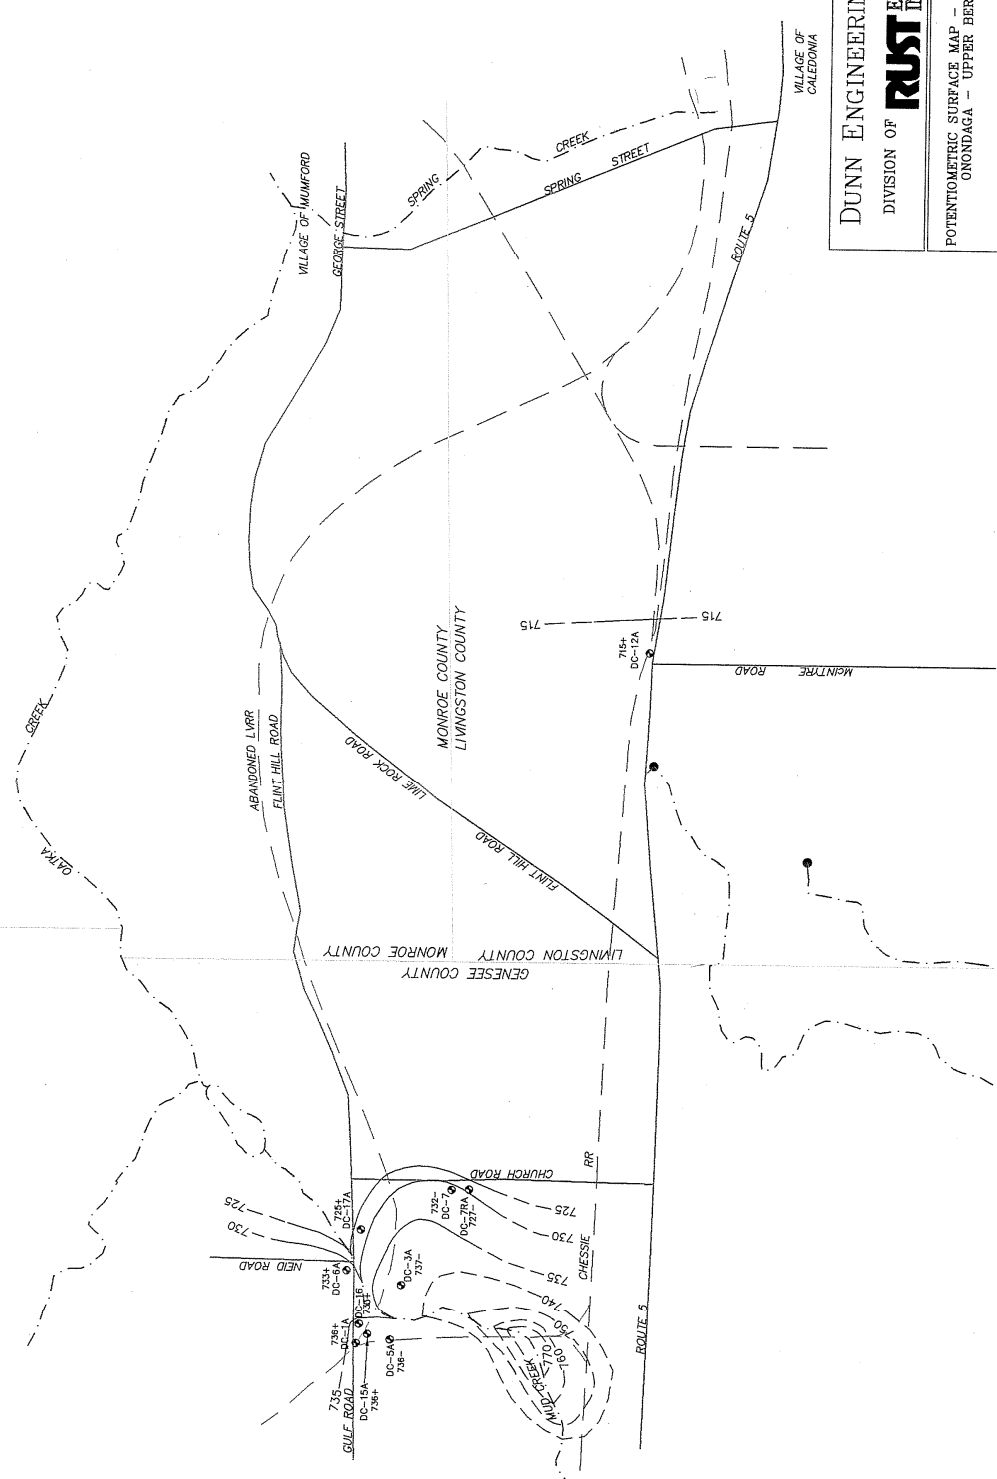 VILLAGE OF
CALEDONIA
DUNN ENGINEERIN
DIVISION OF RUST E
POTENTIOMETRIC SURFACE MAP –
ONONDAGA – UPPER BER
VILLAGE OF MUMFORD
GEORGE STREET
SPRING
CREEK
SPRING
STREET
ROUTE 5
CREEK
OATKA
ABANDONED LVRR
FLINT HILL ROAD
MONROE COUNTY
LIVINGSTON COUNTY
LIME ROCK ROAD
FLINT HILL ROAD
715
715
715+
DC-12A
McINTYRE ROAD
MONROE COUNTY
LIVINGSTON COUNTY
GENESEE COUNTY
CHURCH ROAD
CHESSIE
RR
NEID ROAD
725
730
725+
DC-17A
733+
DC-6A
732-
DC-7
DC-7RA
727-
DC-3A
737-
DC-16
730+
736+
DC-1A
DC-5A
736-
DC-15A
736+
735
GULF ROAD
725
730
735
740
750
760
770
MUD CREEK
ROUTE 5